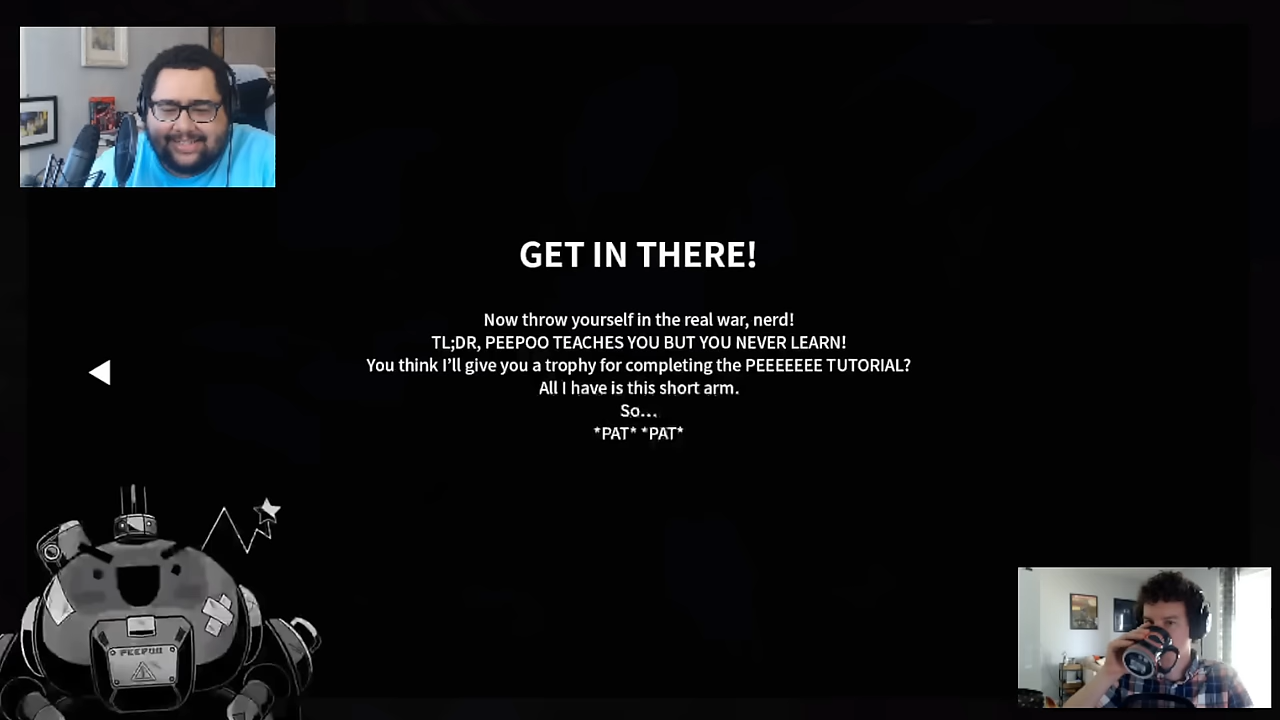 GET IN THERE!
Now throw yourself in the real war, nerd!
TL;DR, PEEPOO TEACHES YOU BUT YOU NEVER LEARN!
You think I'll give you a trophy for completing the PEEEEEEE TUTORIAL?
All I have is this short arm.
So...
*PAT* *PAT*
PEEPOO